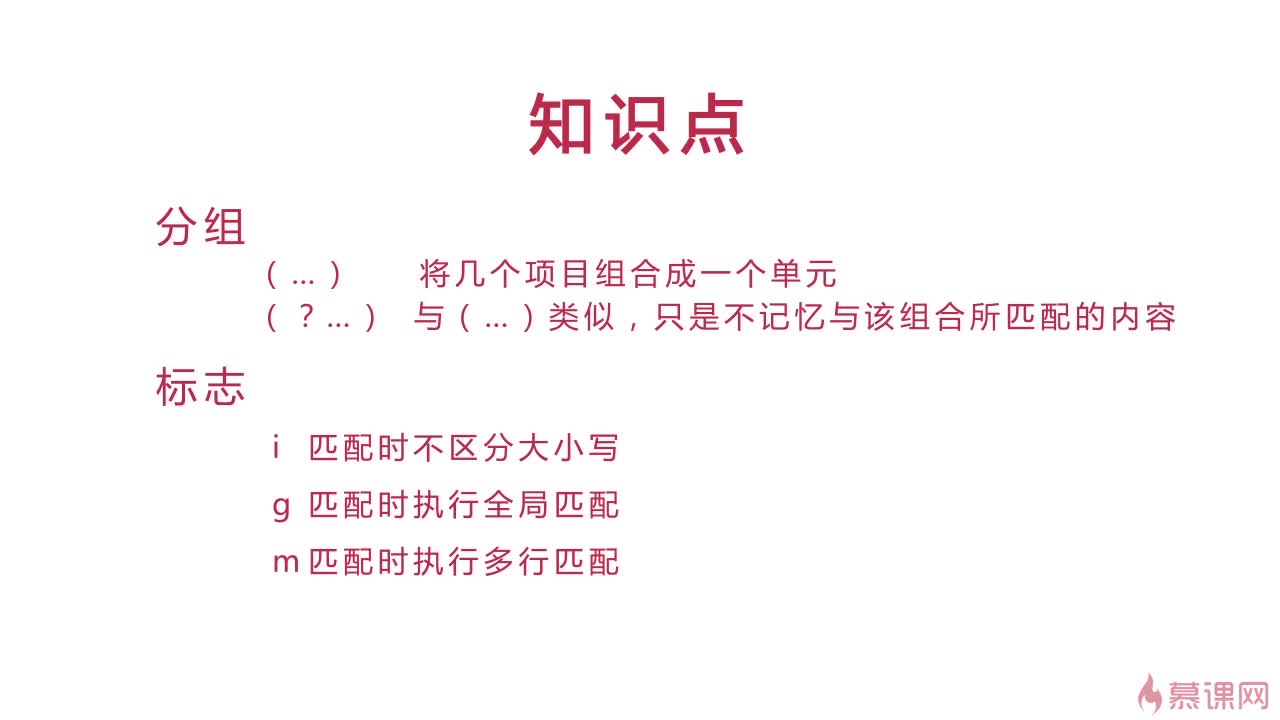 知识点
分组
(...) 将几个项目组合成一个单元
(?...) 与(...)类似，只是不记忆与该组合所匹配的内容
标志
i 匹配时不区分大小写
g 匹配时执行全局匹配
m 匹配时执行多行匹配
慕课网